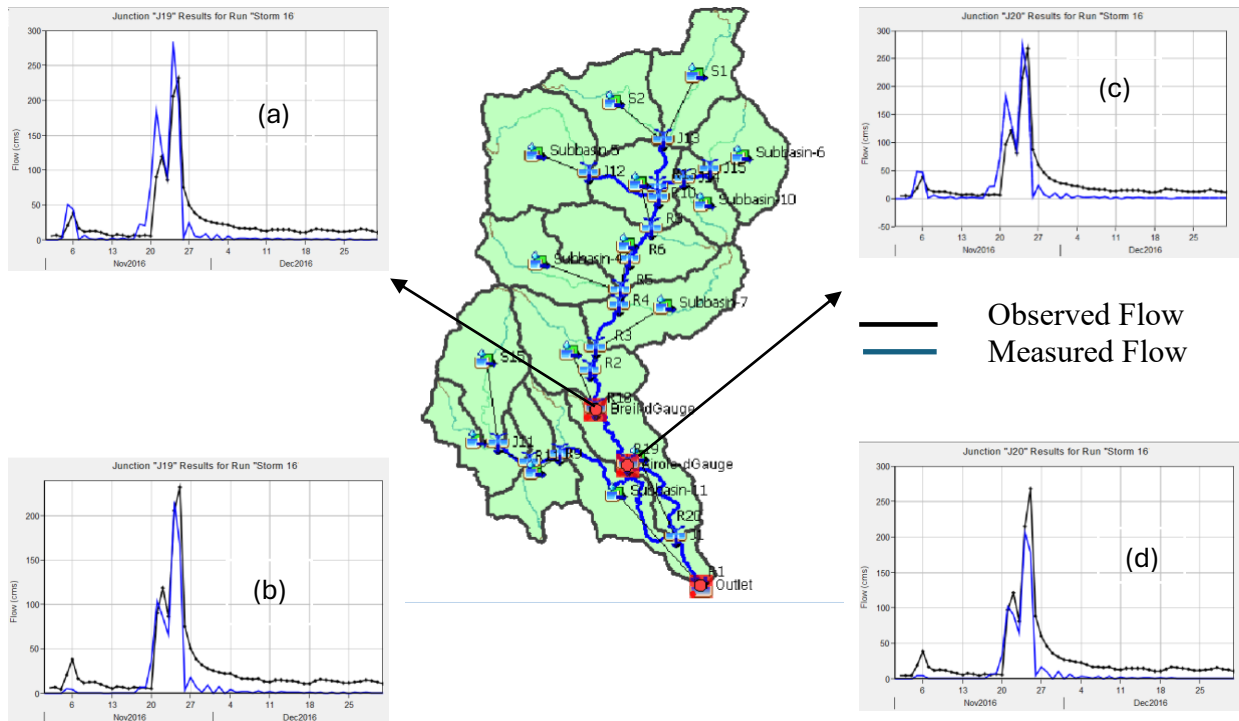 Junction "J19" Results for Run "Storm 16
300
250
200
150
100
50
0
Flow (cms)
6
13
20
27
4
11
18
25
Nov2016
Dec2016
(a)
Junction "J20" Results for Run "Storm 16
300
250
200
150
100
50
0
-50
Flow (cms)
6
13
20
27
4
11
18
25
Nov2016
Dec2016
(c)
Observed Flow
Measured Flow
S1
S2
J13
Subbasin-5
Subbasin-6
J12
J15
R10
Subbasin-10
R6
Subbasin-4
R5
R4
Subbasin-7
R3
S15
R2
R18
J11
R19
Subbasin-11
R20
J1
R1
Outlet
Junction "J19" Results for Run "Storm 16
200
150
100
50
0
Flow (cms)
6
13
20
27
4
11
18
25
Nov2016
Dec2016
(b)
Junction "J20" Results for Run "Storm 16
300
250
200
150
100
50
0
Flow (cms)
6
13
20
27
4
11
18
25
Nov2016
Dec2016
(d)